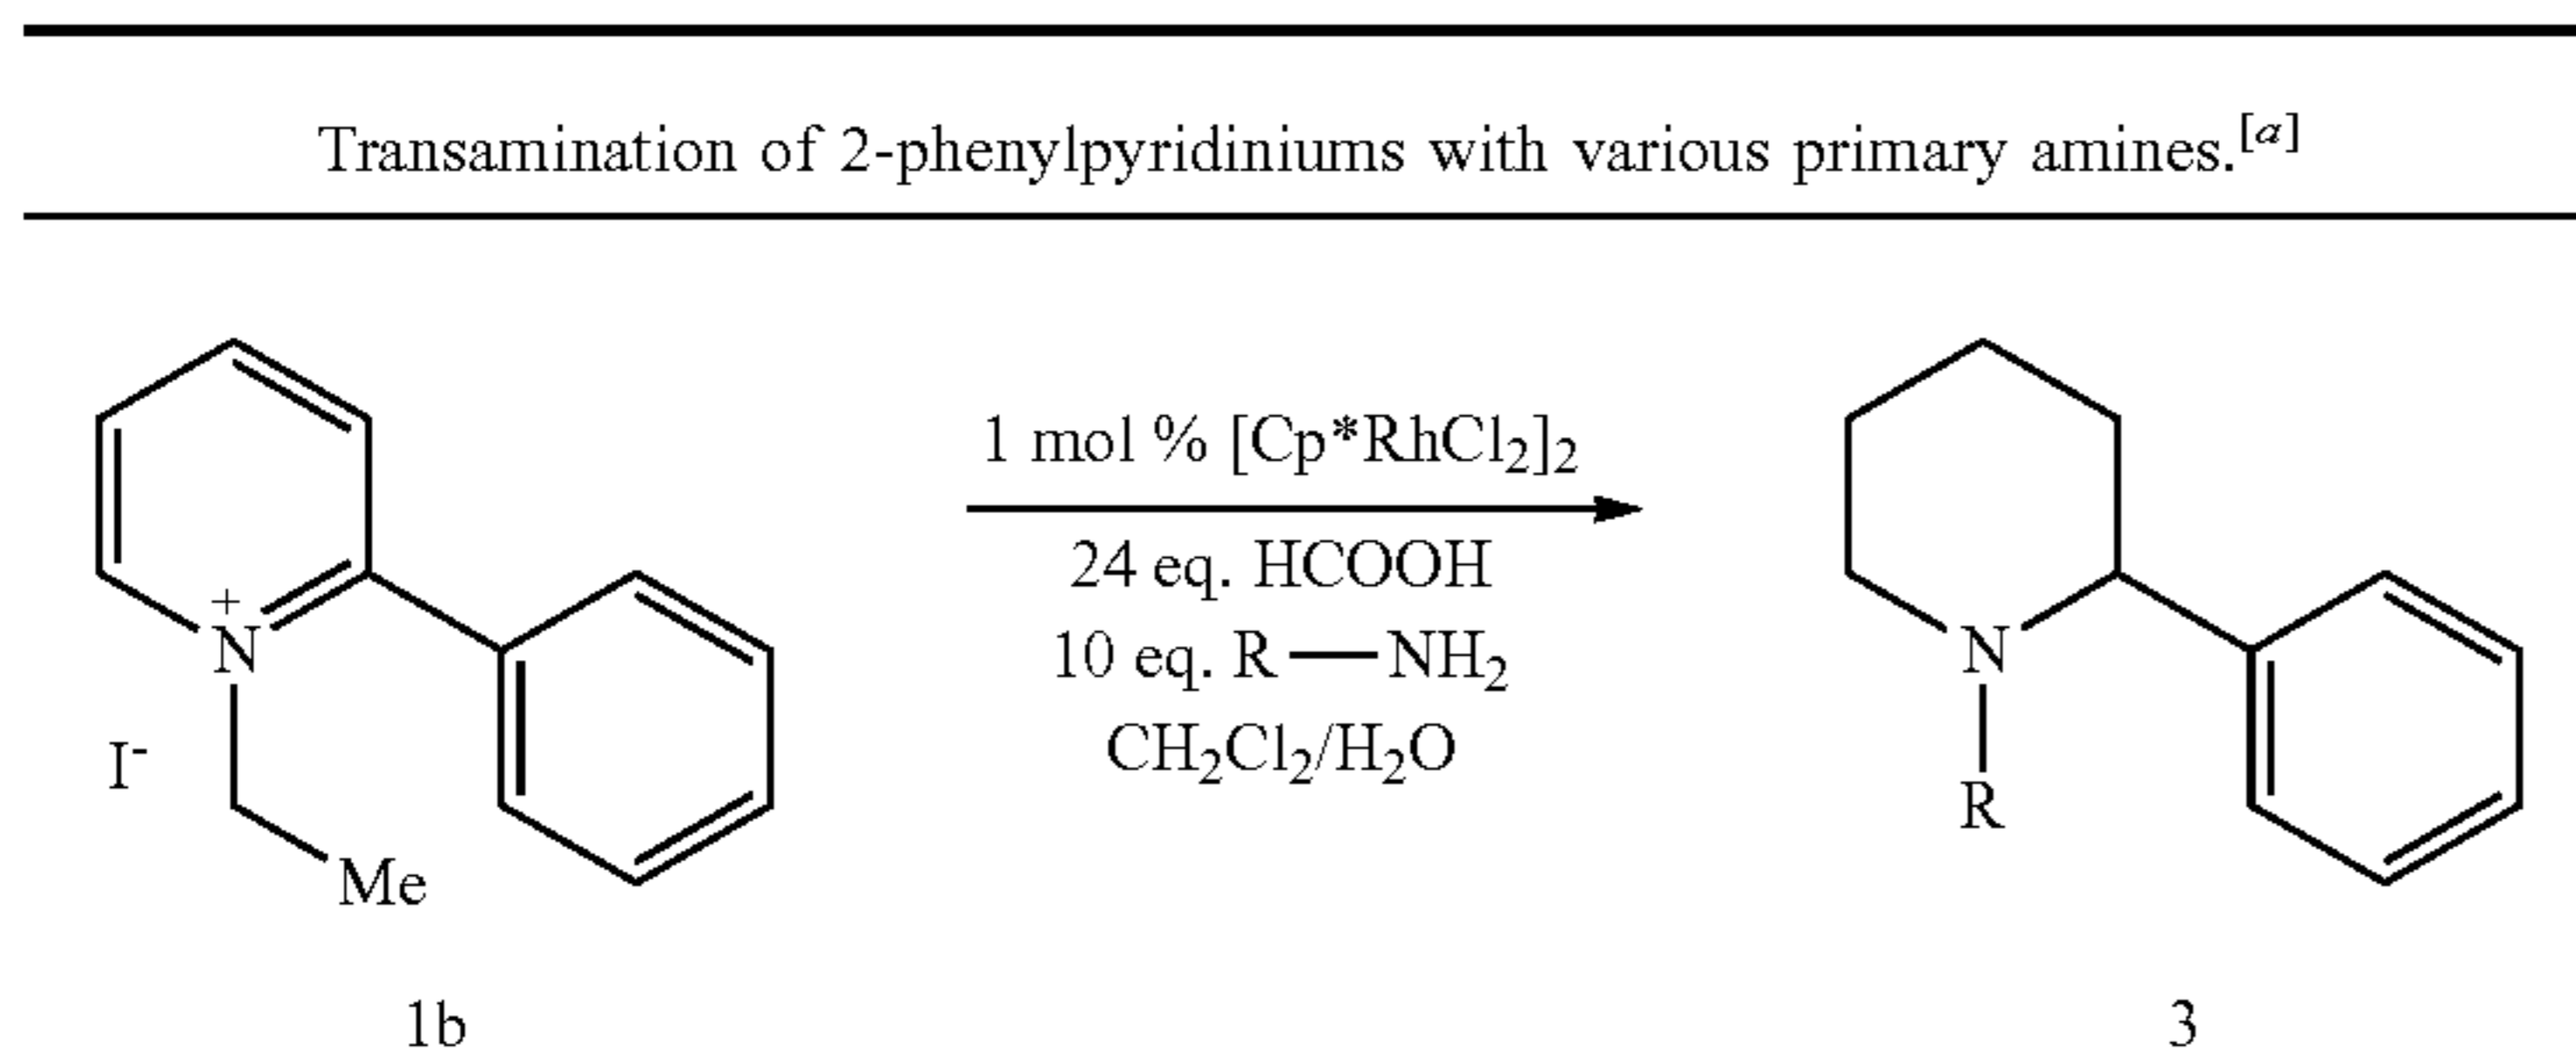 Transamination of 2-phenylpyridiniums with various primary amines.[a]
1 mol % [Cp*RhCl2]2
24 eq. HCOOH
10 eq. R—NH2
CH2Cl2/H2O
N+
I-
Me
N
R
1b
3